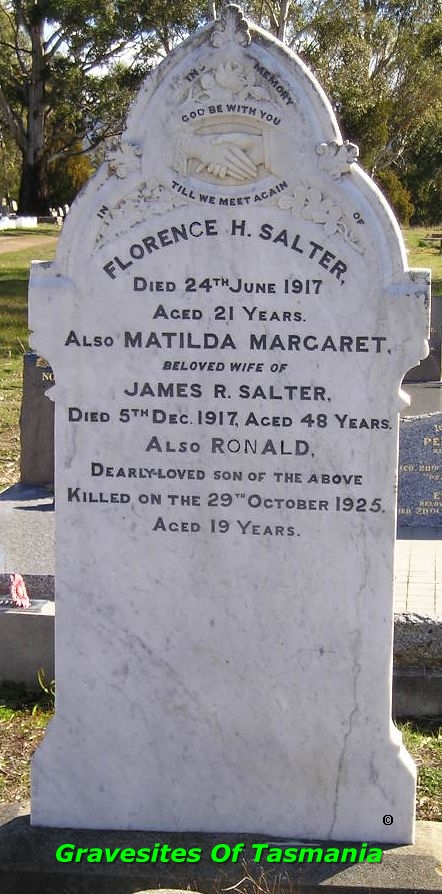 IN MEMORY
GOD BE WITH YOU
TILL WE MEET AGAIN
IN OF
FLORENCE H. SALTER,
DIED 24TH JUNE 1917
AGED 21 YEARS.
ALSO MATILDA MARGARET,
BELOVED WIFE OF
JAMES R. SALTER,
DIED 5TH DEC. 1917, AGED 48 YEARS.
ALSO RONALD,
DEARLY-LOVED SON OF THE ABOVE
KILLED ON THE 29TH OCTOBER 1925.
AGED 19 YEARS.
©
Gravesites Of Tasmania